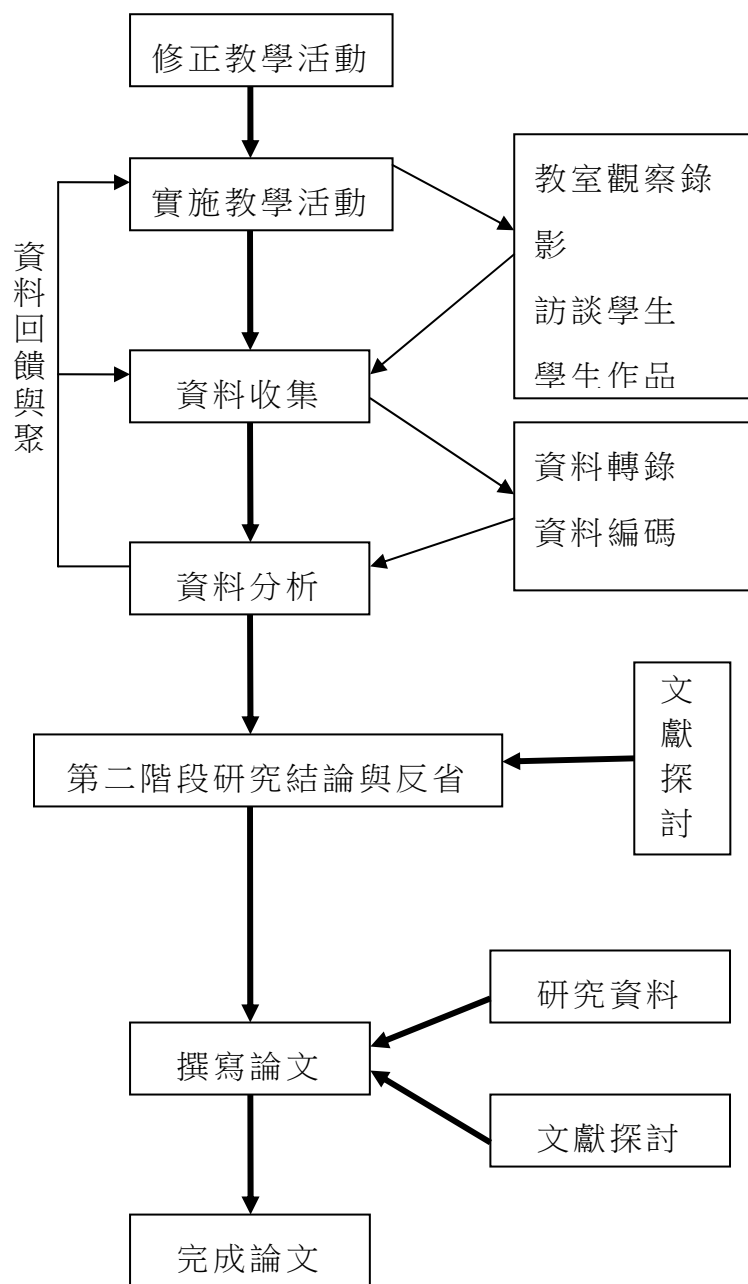 修正教學活動
實施教學活動
教室觀察錄
影
訪談學生
學生作品
資料回饋與聚
資料收集
資料轉錄
資料編碼
資料分析
文獻探討
第二階段研究結論與反省
研究資料
撰寫論文
文獻探討
完成論文